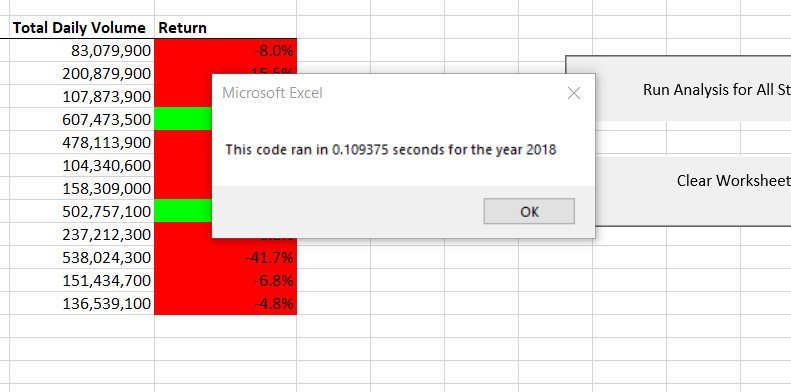 Total Daily Volume Return
83,079,900 -8.0%
200,879,900
107,873,900
Microsoft Excel
607,473,500
478,113,900
This code ran in 0.109375 seconds for the year 2018
104,340,600
158,309,000
502,757,100
OK
237,212,300
538,024,300 -41.7%
151,434,700 -6.8%
136,539,100 -4.8%
Run Analysis for All St
Clear Worksheet